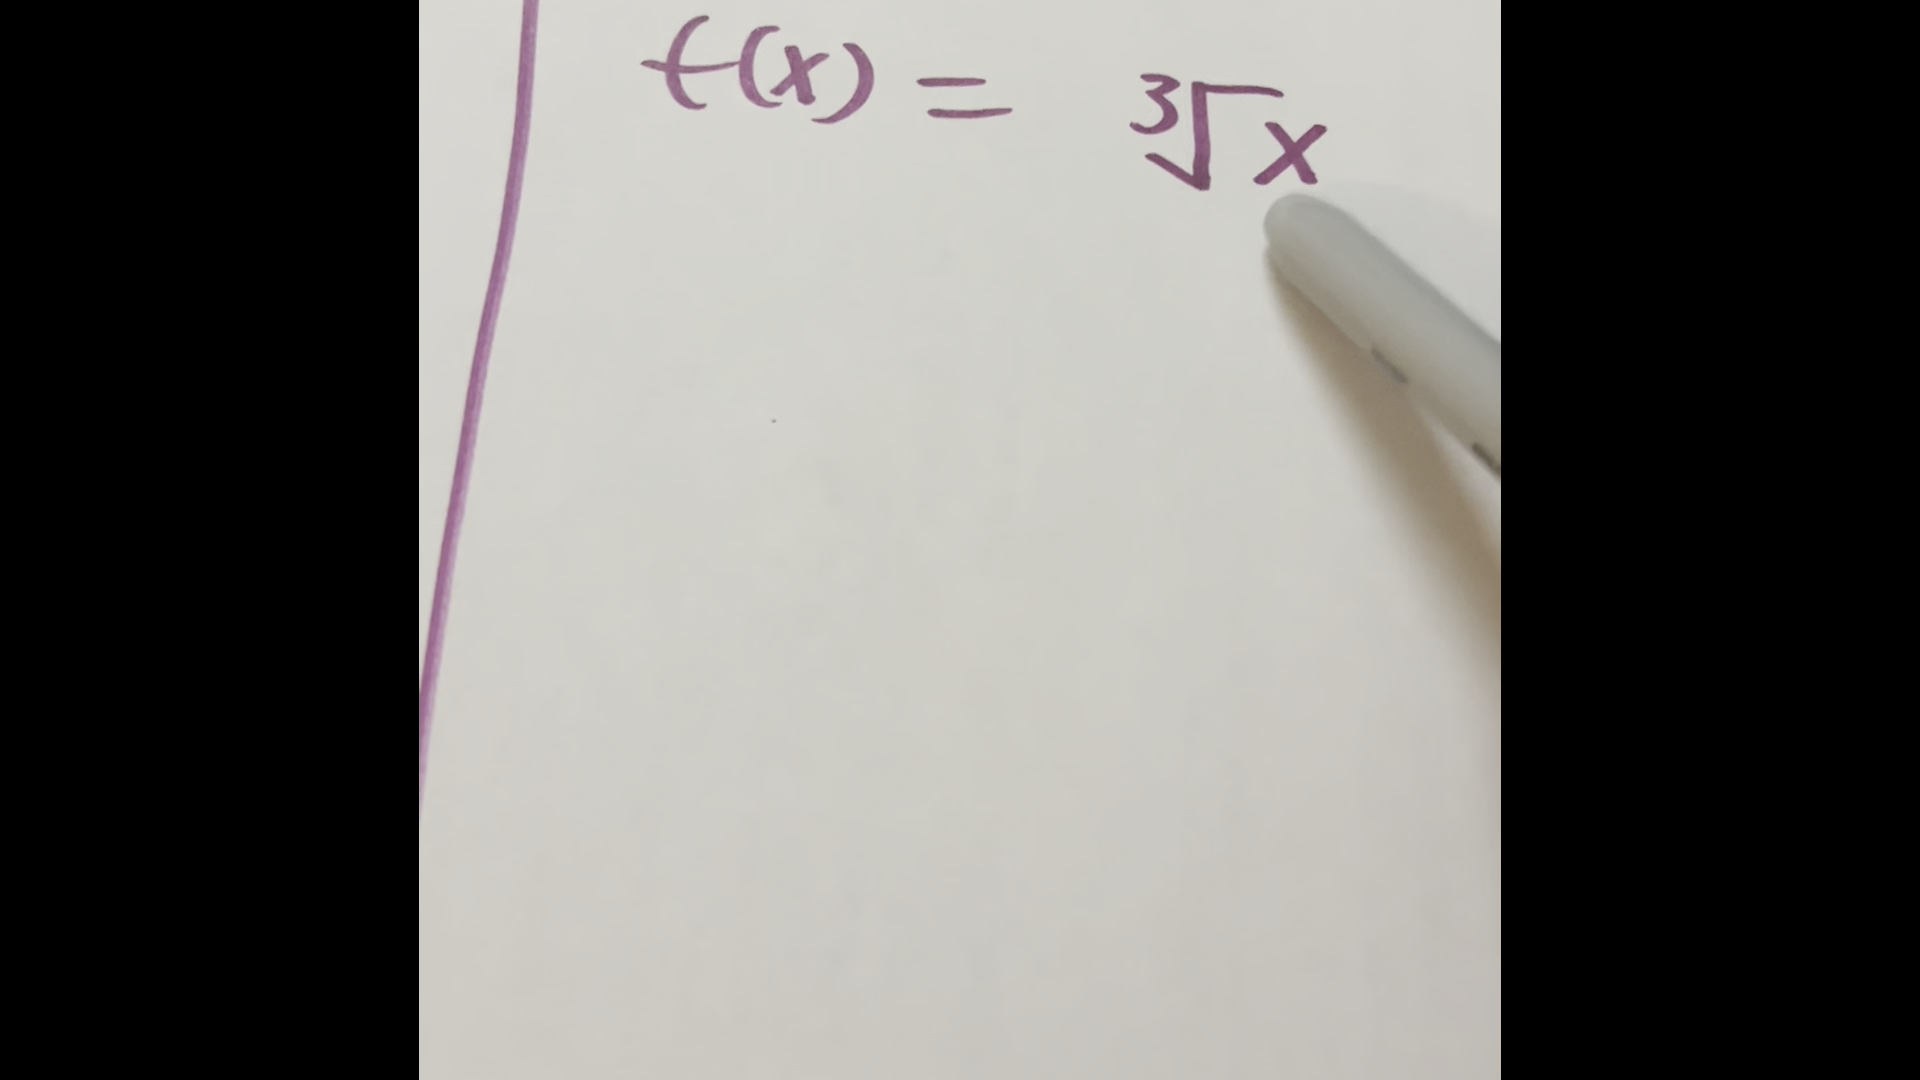 f(x) = ∛x